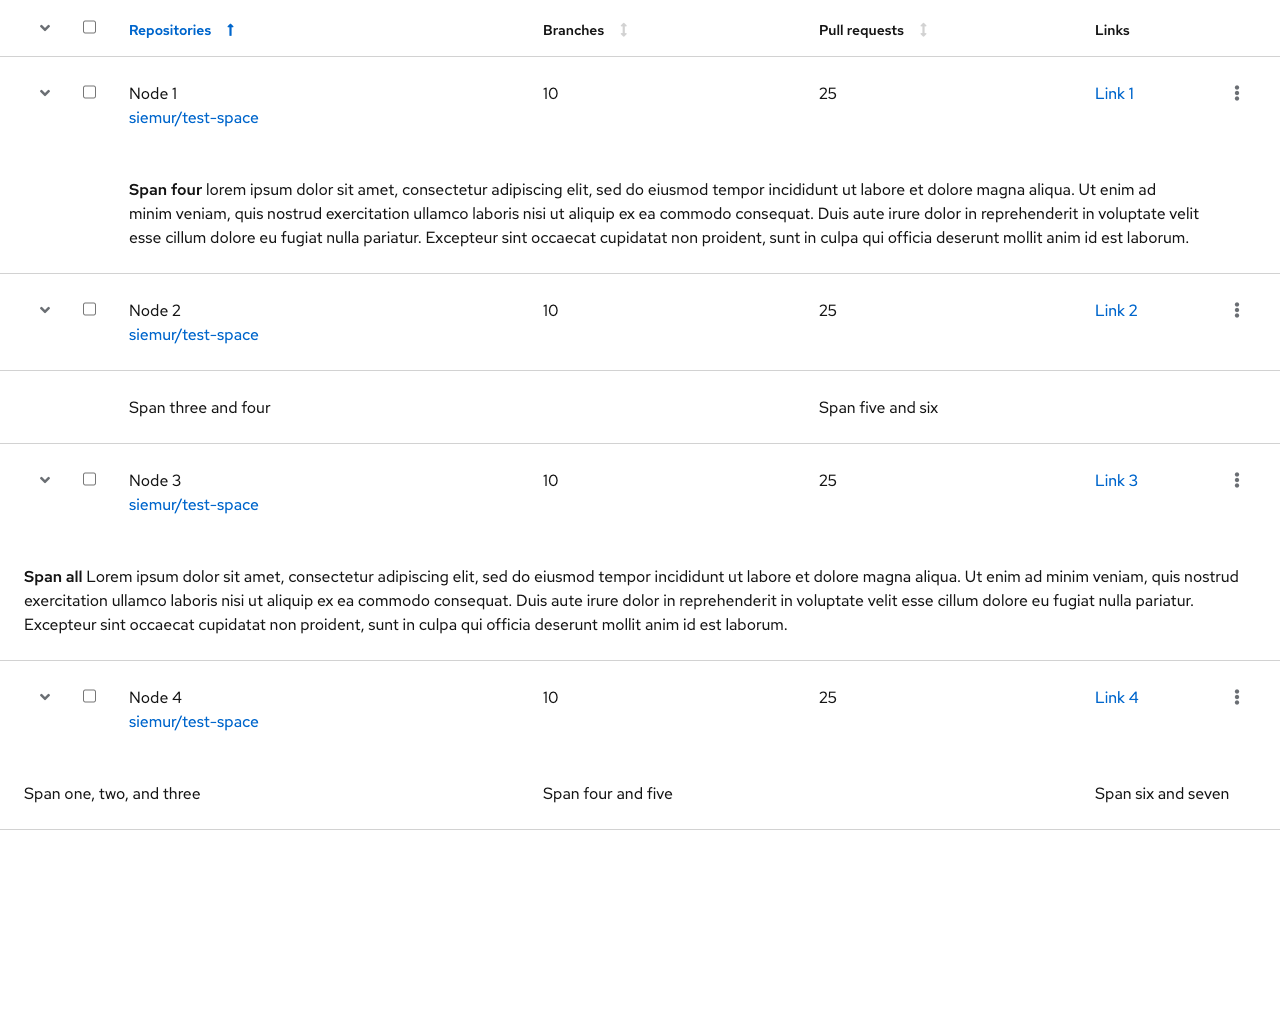 Repositories Branches Pull requests Links
Node 1 10 25 Link 1
siemur/test-space
Span four lorem ipsum dolor sit amet, consectetur adipiscing elit, sed do eiusmod tempor incididunt ut labore et dolore magna aliqua. Ut enim ad
minim veniam, quis nostrud exercitation ullamco laboris nisi ut aliquip ex ea commodo consequat. Duis aute irure dolor in reprehenderit in voluptate velit
esse cillum dolore eu fugiat nulla pariatur. Excepteur sint occaecat cupidatat non proident, sunt in culpa qui officia deserunt mollit anim id est laborum.
Node 2 10 25 Link 2
siemur/test-space
Span three and four Span five and six
Node 3 10 25 Link 3
siemur/test-space
Span all Lorem ipsum dolor sit amet, consectetur adipiscing elit, sed do eiusmod tempor incididunt ut labore et dolore magna aliqua. Ut enim ad minim veniam, quis nostrud
exercitation ullamco laboris nisi ut aliquip ex ea commodo consequat. Duis aute irure dolor in reprehenderit in voluptate velit esse cillum dolore eu fugiat nulla pariatur.
Excepteur sint occaecat cupidatat non proident, sunt in culpa qui officia deserunt mollit anim id est laborum.
Node 4 10 25 Link 4
siemur/test-space
Span one, two, and three Span four and five Span six and seven